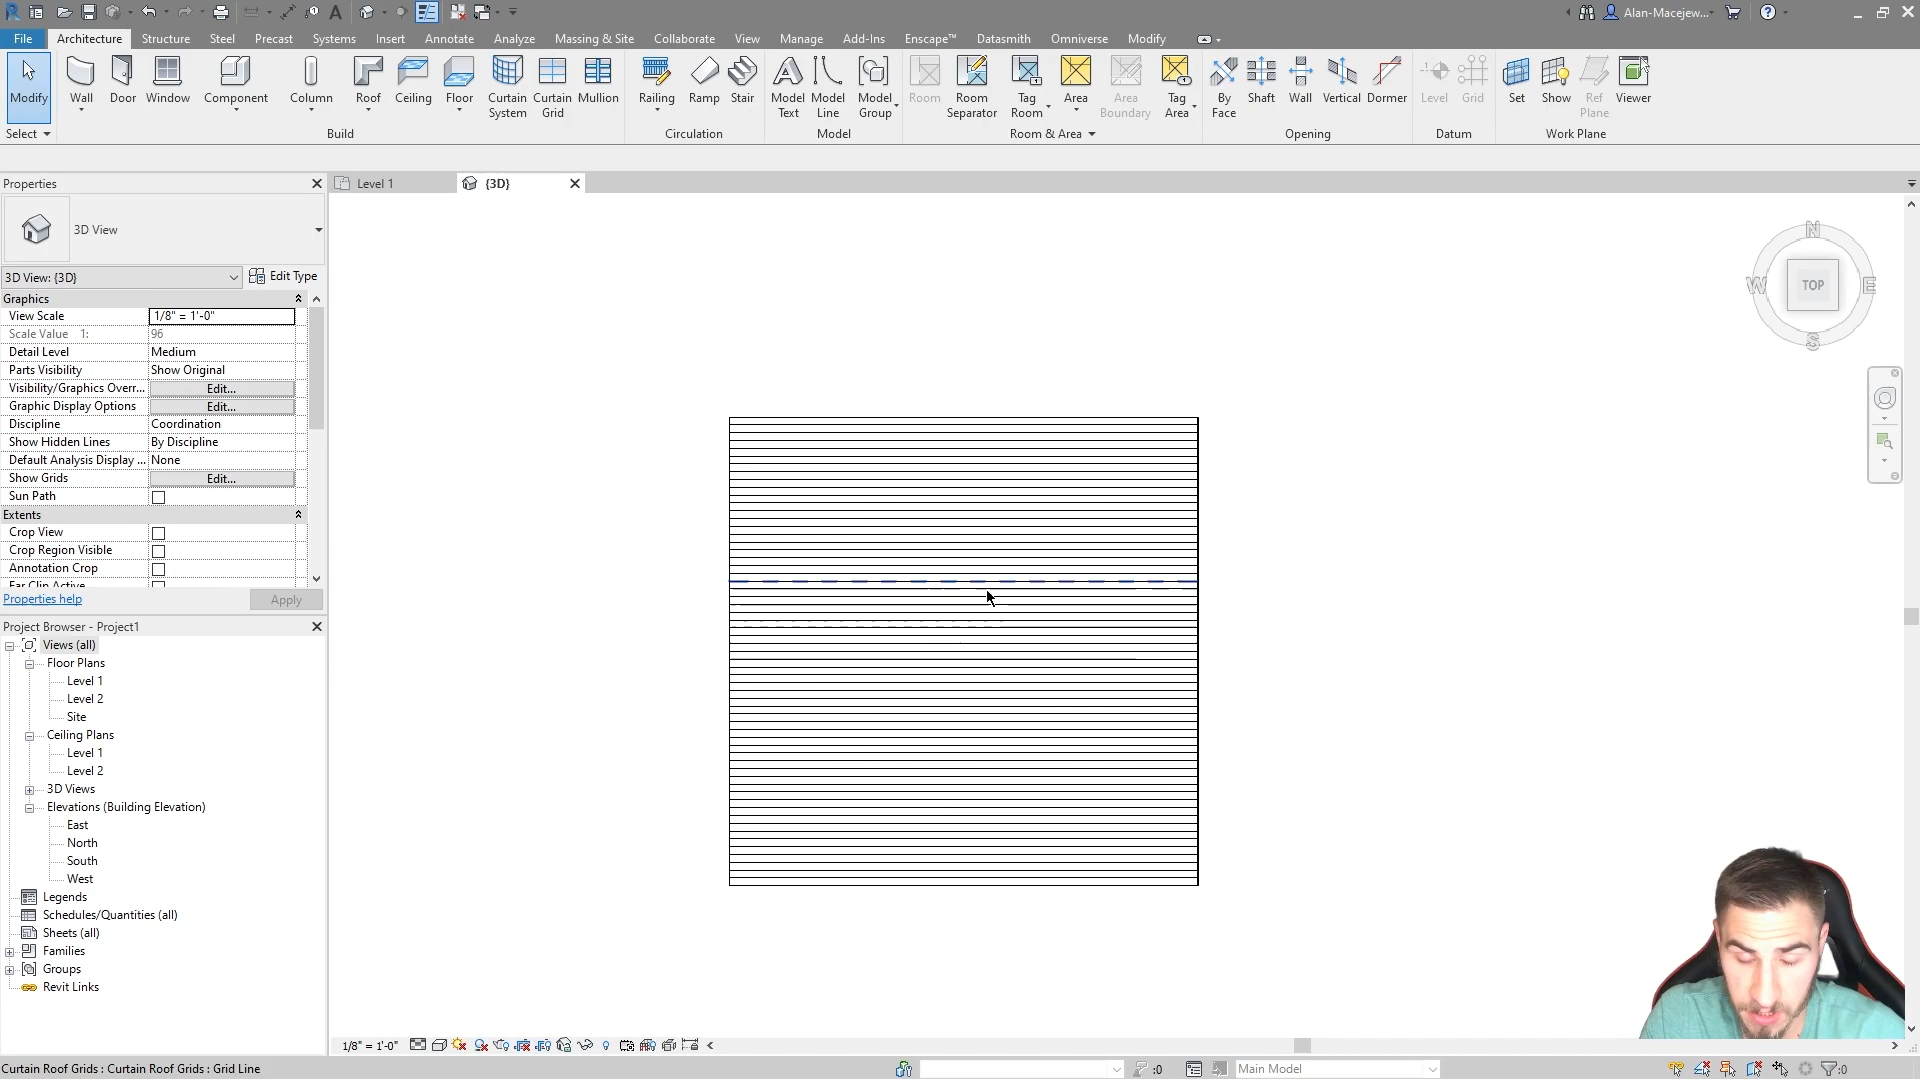 Alan-Macejew...
File
Architecture
Structure
Steel
Precast
Systems
Insert
Annotate
Analyze
Massing & Site
Collaborate
View
Manage
Add-Ins
Enscape™
Datasmith
Omniverse
Modify
Modify
Wall
Door
Window
Component
Column
Roof
Ceiling
Floor
Curtain System
Curtain Grid
Mullion
Railing
Ramp
Stair
Model Text
Model Line
Model Group
Room
Room Separator
Tag Room
Area
Area Boundary
Tag Area
By Face
Shaft
Wall
Vertical
Dormer
Level
Grid
Set
Show
Ref Plane
Viewer
Select
Build
Circulation
Model
Room & Area
Opening
Datum
Work Plane
Properties
Level 1
{3D}
3D View
3D View: {3D}
Edit Type
Graphics
View Scale 1/8" = 1'-0"
Scale Value 1: 96
Detail Level Medium
Parts Visibility Show Original
Visibility/Graphics Overr... Edit...
Graphic Display Options Edit...
Discipline Coordination
Show Hidden Lines By Discipline
Default Analysis Display ... None
Show Grids Edit...
Sun Path
Extents
Crop View
Crop Region Visible
Annotation Crop
Far Clip Active
Properties help
Apply
Project Browser - Project1
Views (all)
Floor Plans
Level 1
Level 2
Site
Ceiling Plans
Level 1
Level 2
3D Views
Elevations (Building Elevation)
East
North
South
West
Legends
Schedules/Quantities (all)
Sheets (all)
Families
Groups
Revit Links
N
W
TOP
E
S
1/8" = 1'-0"
Curtain Roof Grids : Curtain Roof Grids : Grid Line
:0
Main Model
:0